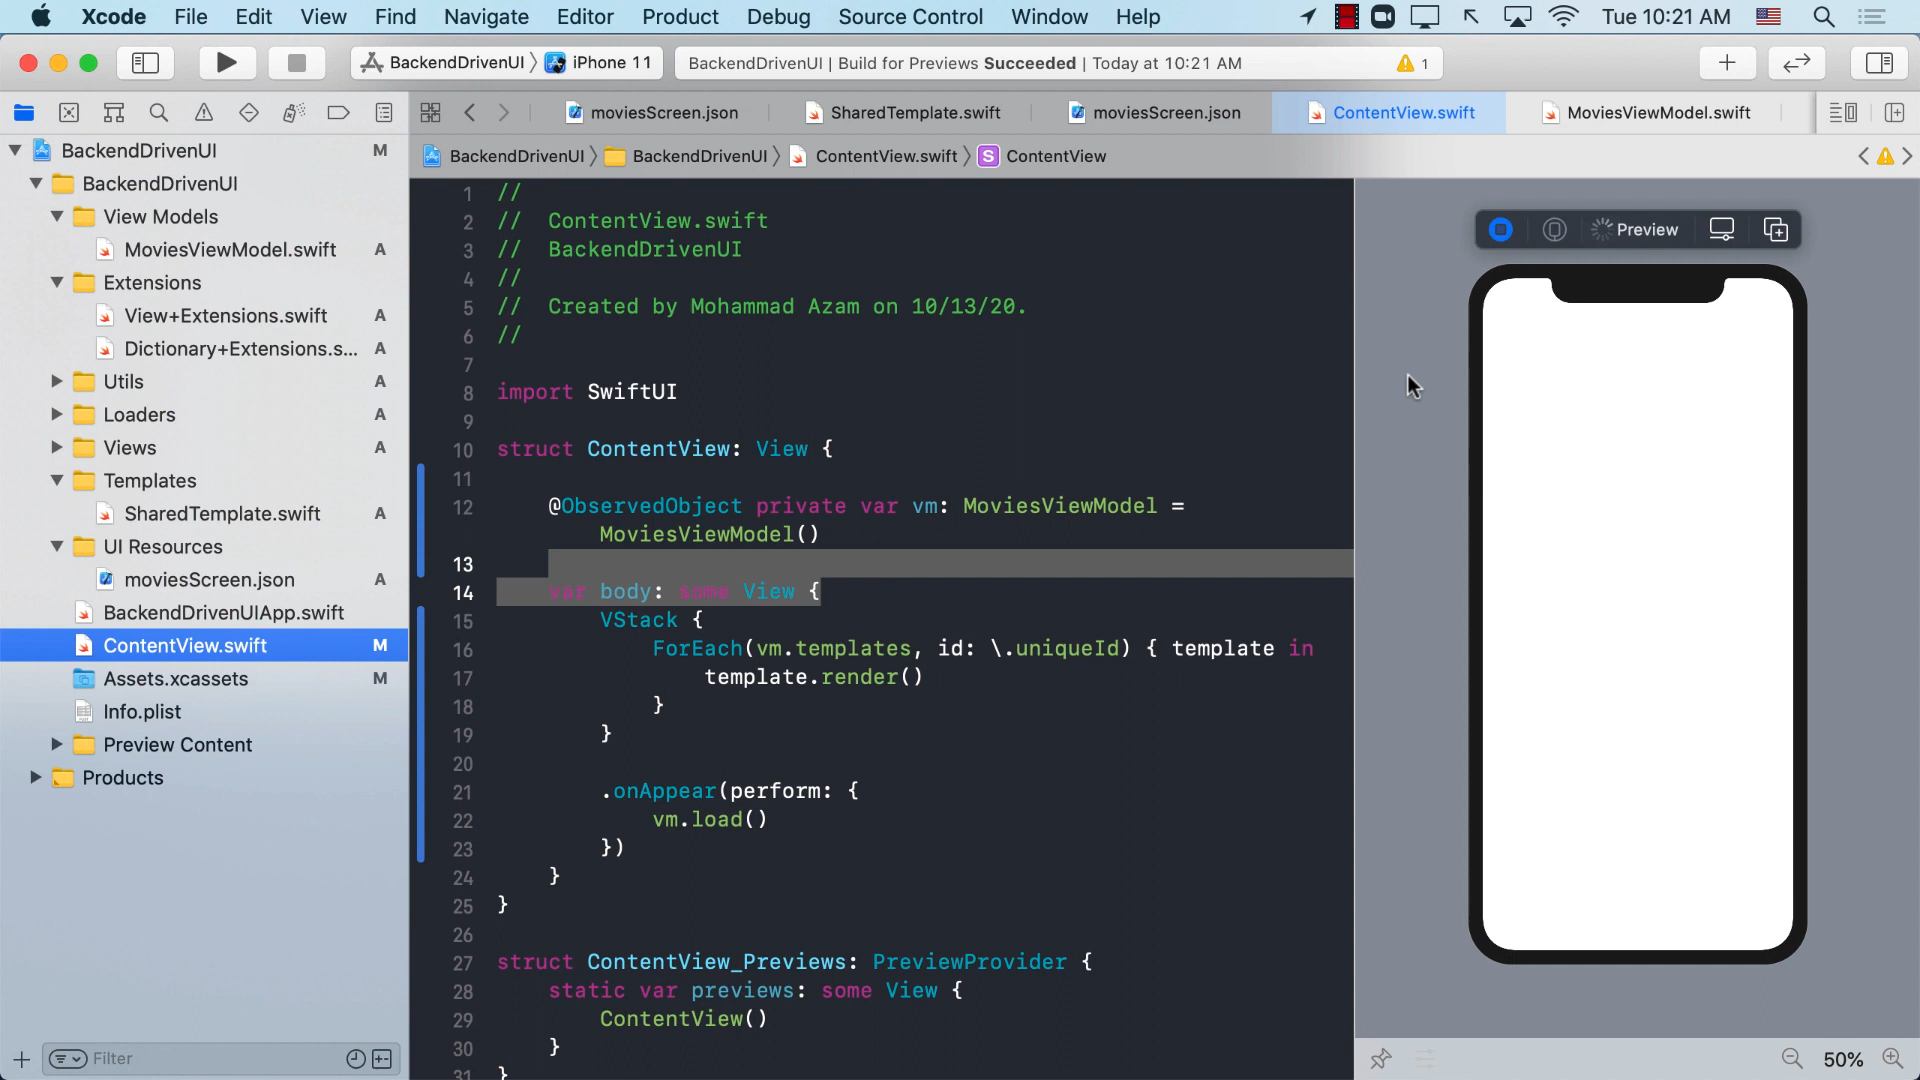 Xcode File Edit View Find Navigate Editor Product Debug Source Control Window Help Tue 10:21 AM
BackendDrivenUI 〉 iPhone 11 BackendDrivenUI | Build for Previews Succeeded | Today at 10:21 AM 1
moviesScreen.json SharedTemplate.swift moviesScreen.json ContentView.swift MoviesViewModel.swift
BackendDrivenUI 〉 BackendDrivenUI 〉 ContentView.swift 〉 S ContentView
BackendDrivenUI M
BackendDrivenUI
View Models
MoviesViewModel.swift A
Extensions
View+Extensions.swift A
Dictionary+Extensions.s... A
Utils A
Loaders A
Views A
Templates
SharedTemplate.swift A
UI Resources
moviesScreen.json A
BackendDrivenUIApp.swift
ContentView.swift M
Assets.xcassets M
Info.plist
Preview Content
Products
Filter
1 //
2 //  ContentView.swift
3 //  BackendDrivenUI
4 //
5 //  Created by Mohammad Azam on 10/13/20.
6 //
7
8 import SwiftUI
9
10 struct ContentView: View {
11
12     @ObservedObject private var vm: MoviesViewModel =
MoviesViewModel()
13
14     var body: some View {
15         VStack {
16             ForEach(vm.templates, id: \.uniqueId) { template in
17                 template.render()
18             }
19         }
20
21         .onAppear(perform: {
22             vm.load()
23         })
24     }
25 }
26
27 struct ContentView_Previews: PreviewProvider {
28     static var previews: some View {
29         ContentView()
30     }
31 }
Preview
50%